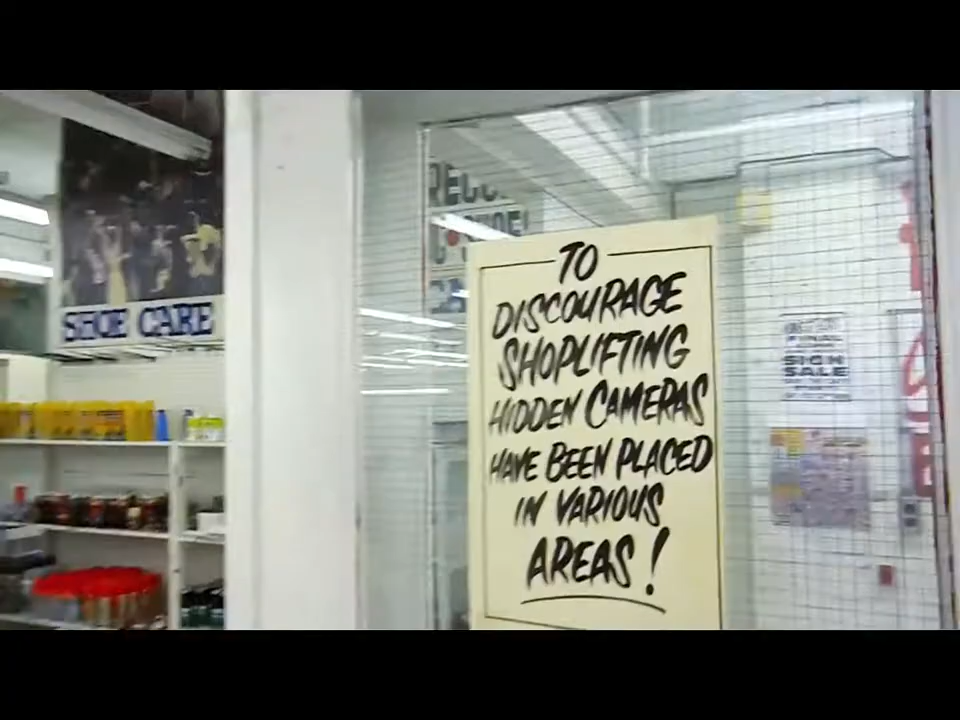 SHOE CARE
TO
DISCOURAGE
SHOPLIFTING
HIDDEN CAMERAS
HAVE BEEN PLACED
IN VARIOUS
AREAS!
SIGN
SALE